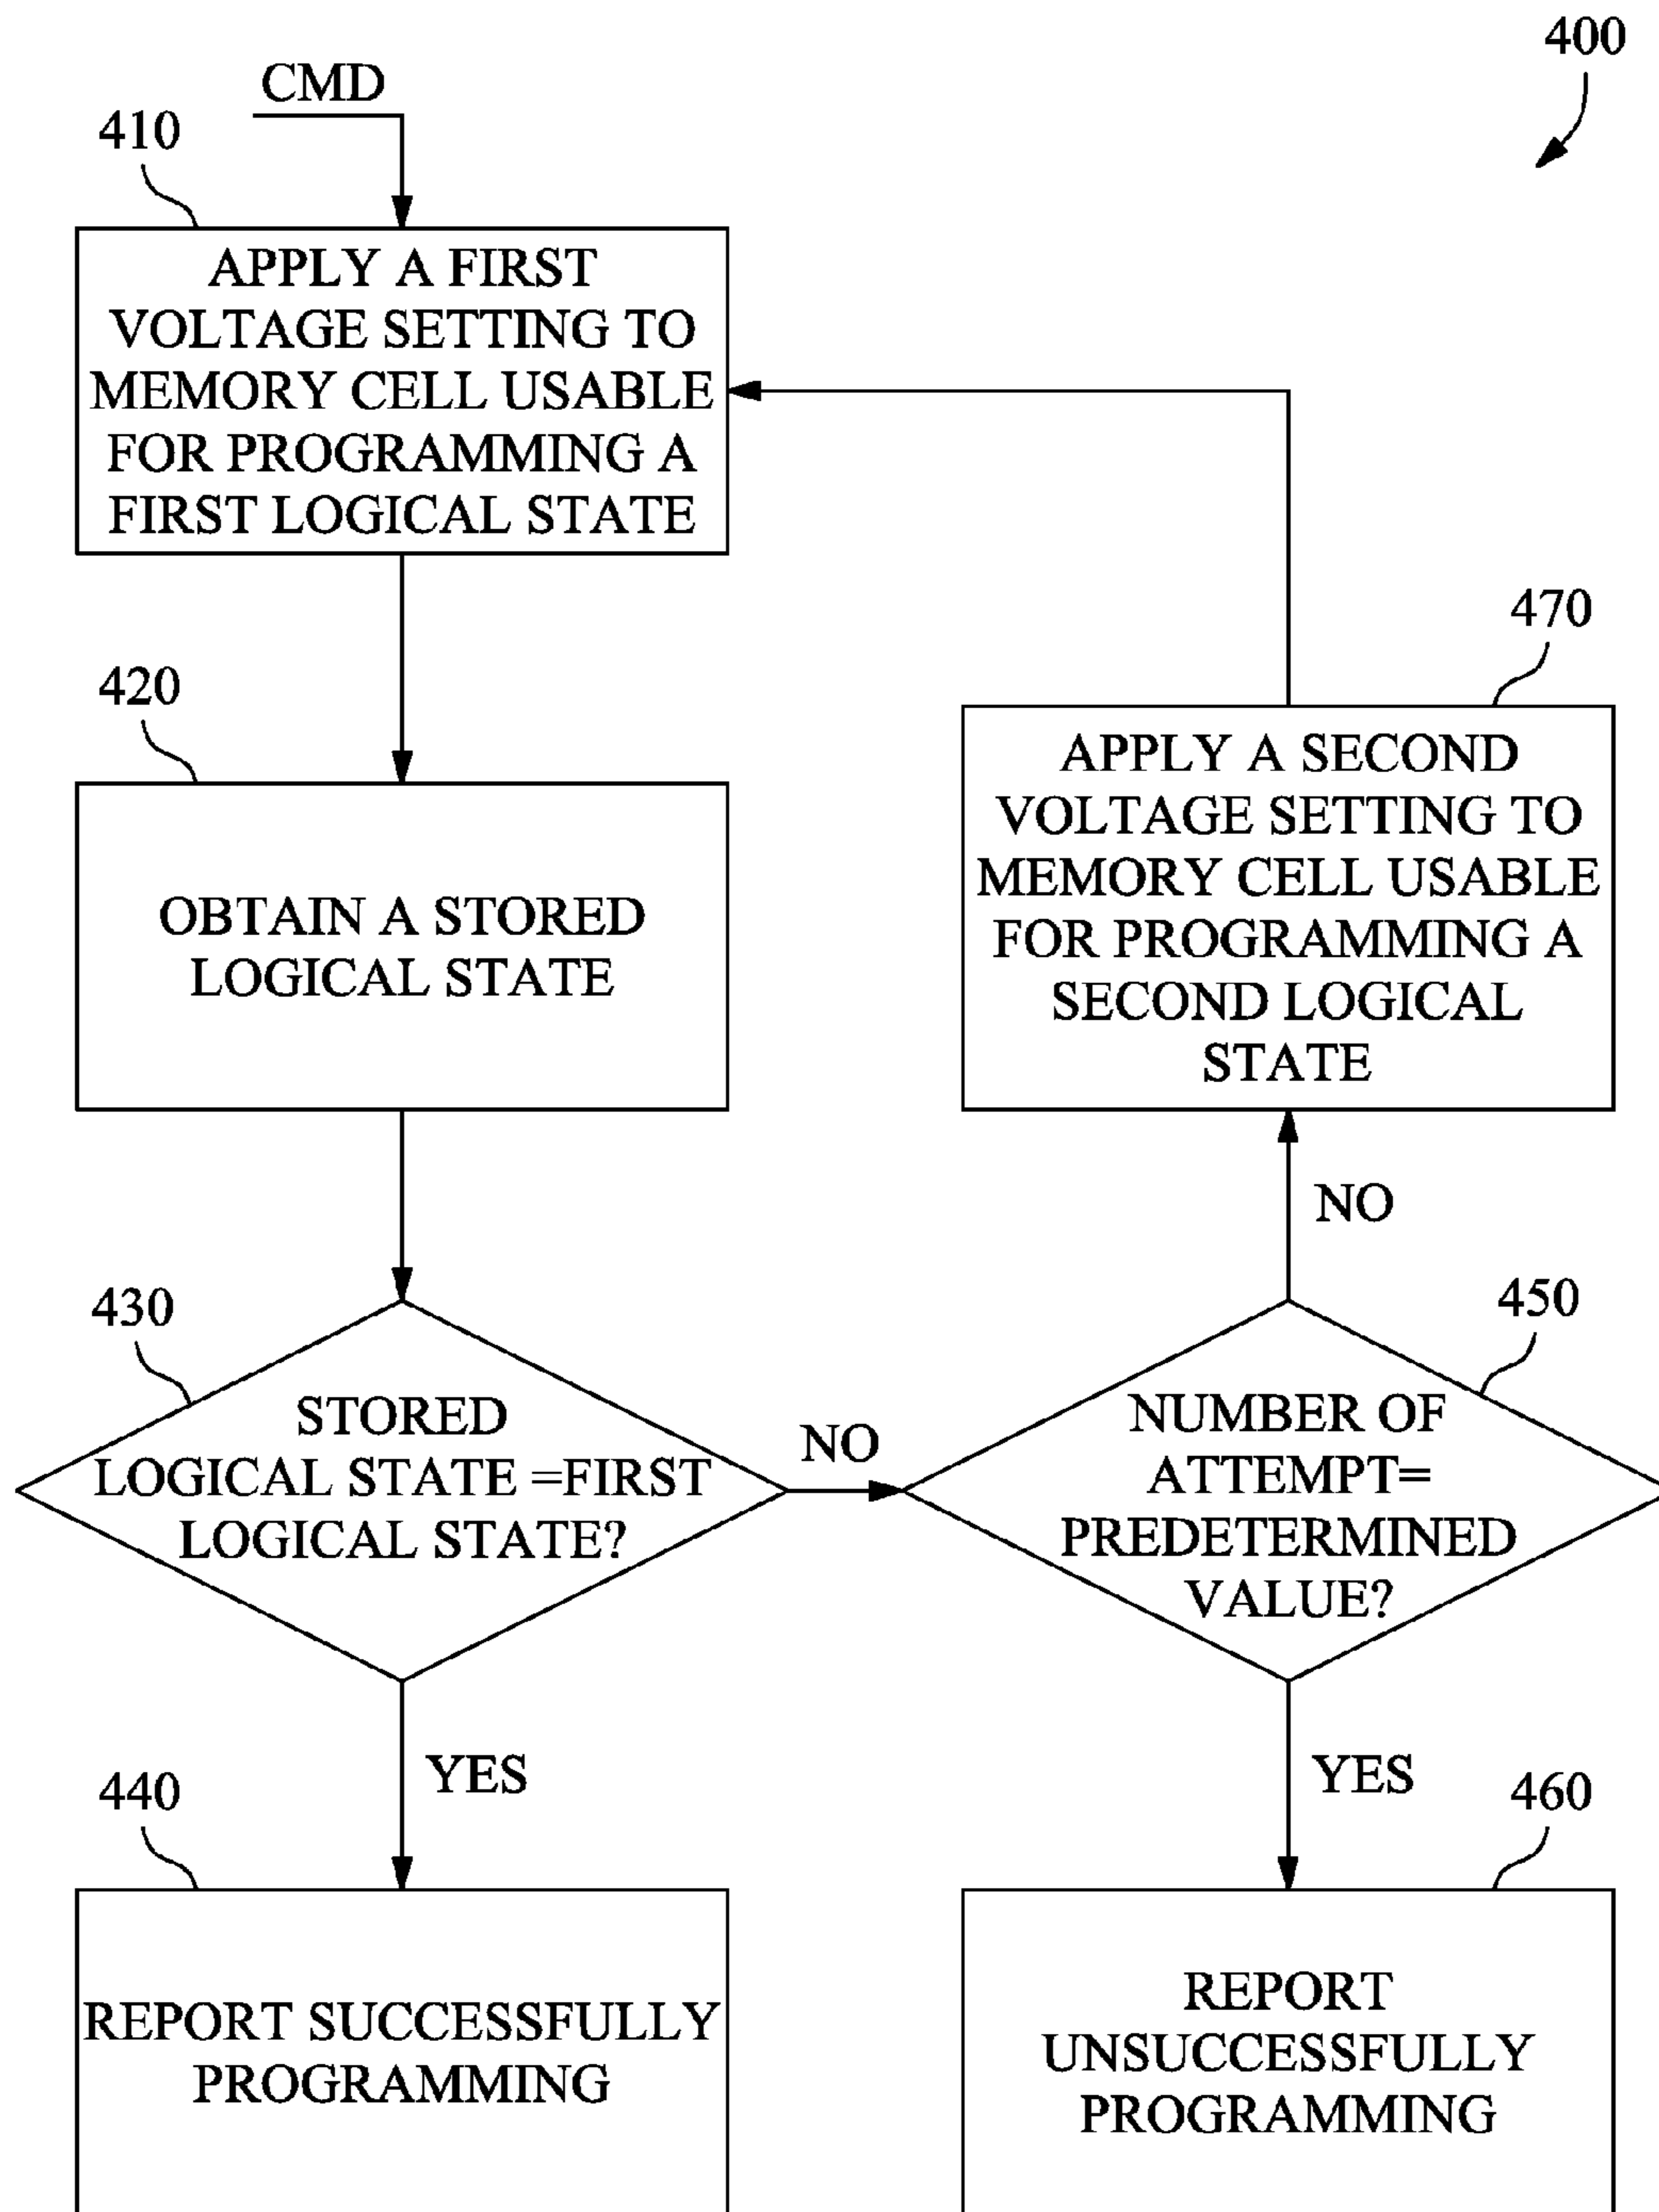 400
CMD
410
APPLY A FIRST
VOLTAGE SETTING TO
MEMORY CELL USABLE
FOR PROGRAMMING A
FIRST LOGICAL STATE
420
OBTAIN A STORED
LOGICAL STATE
470
APPLY A SECOND
VOLTAGE SETTING TO
MEMORY CELL USABLE
FOR PROGRAMMING A
SECOND LOGICAL
STATE
NO
430
STORED
LOGICAL STATE =FIRST
LOGICAL STATE?
NO
450
NUMBER OF
ATTEMPT=
PREDETERMINED
VALUE?
YES
YES
440
REPORT SUCCESSFULLY
PROGRAMMING
460
REPORT
UNSUCCESSFULLY
PROGRAMMING